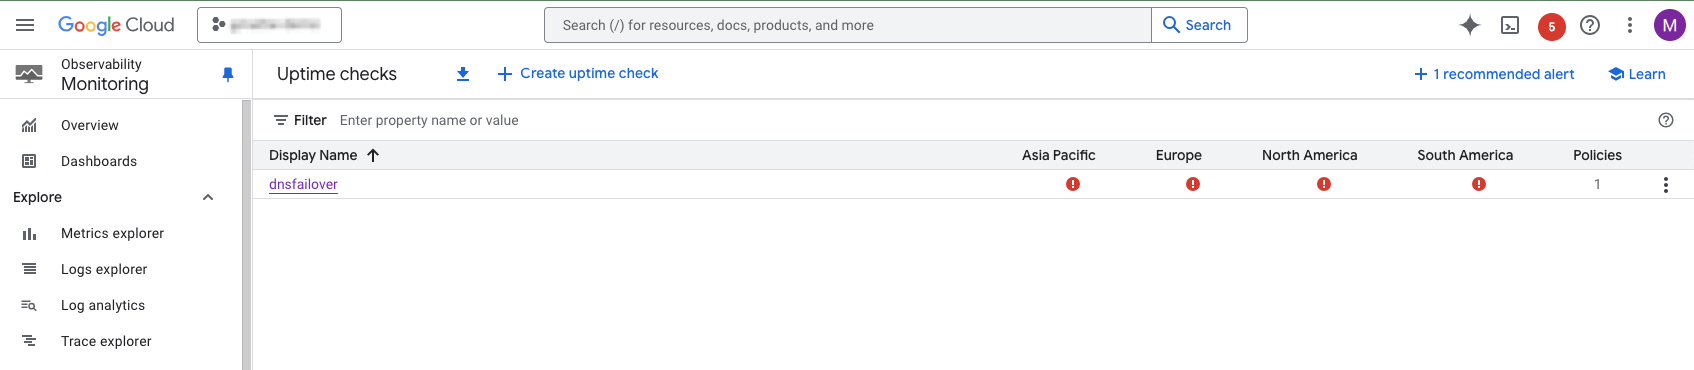 Google Cloud
Search (/) for resources, docs, products, and more
Search
5
M
Observability
Monitoring
Uptime checks
Create uptime check
1 recommended alert
Learn
Overview
Dashboards
Explore
Metrics explorer
Logs explorer
Log analytics
Trace explorer
Filter Enter property name or value
Display Name Asia Pacific Europe North America South America Policies
dnsfailover 1